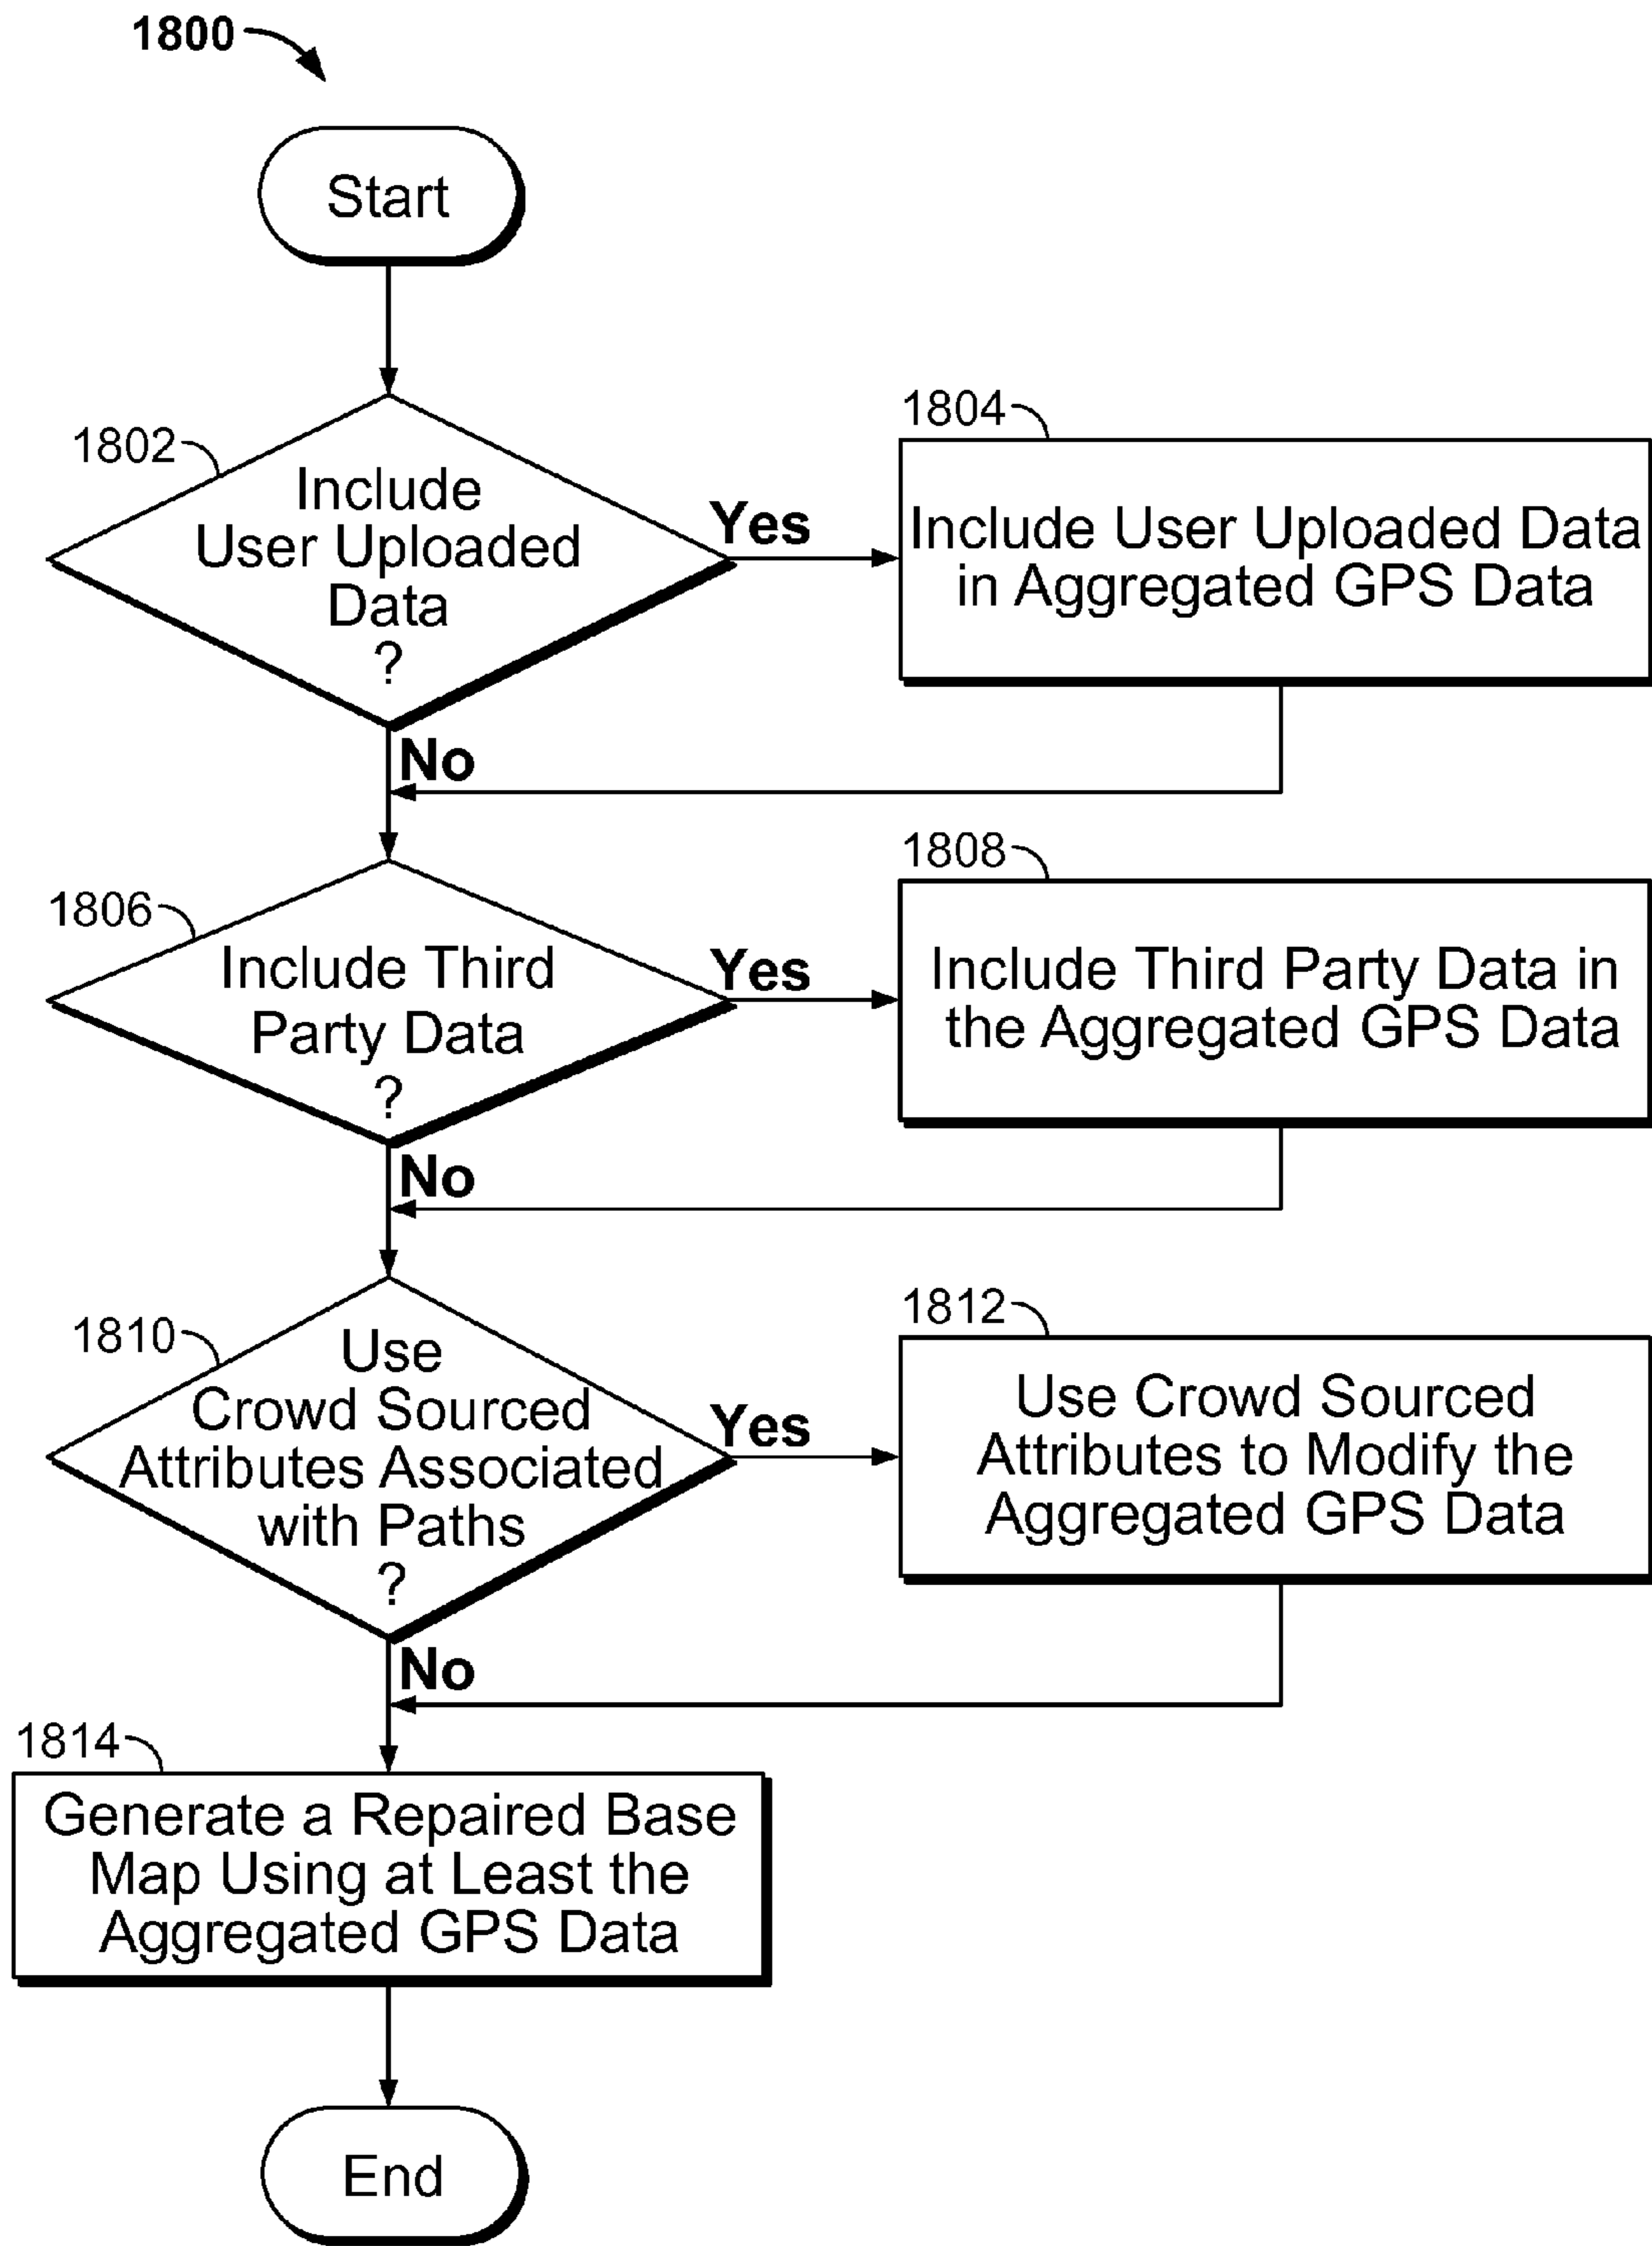 1800
Start
1802
Include
User Uploaded
Data
?
Yes
1804
Include User Uploaded Data
in Aggregated GPS Data
No
1806
Include Third
Party Data
?
Yes
1808
Include Third Party Data in
the Aggregated GPS Data
No
1810
Use
Crowd Sourced
Attributes Associated
with Paths
?
Yes
1812
Use Crowd Sourced
Attributes to Modify the
Aggregated GPS Data
No
1814
Generate a Repaired Base
Map Using at Least the
Aggregated GPS Data
End